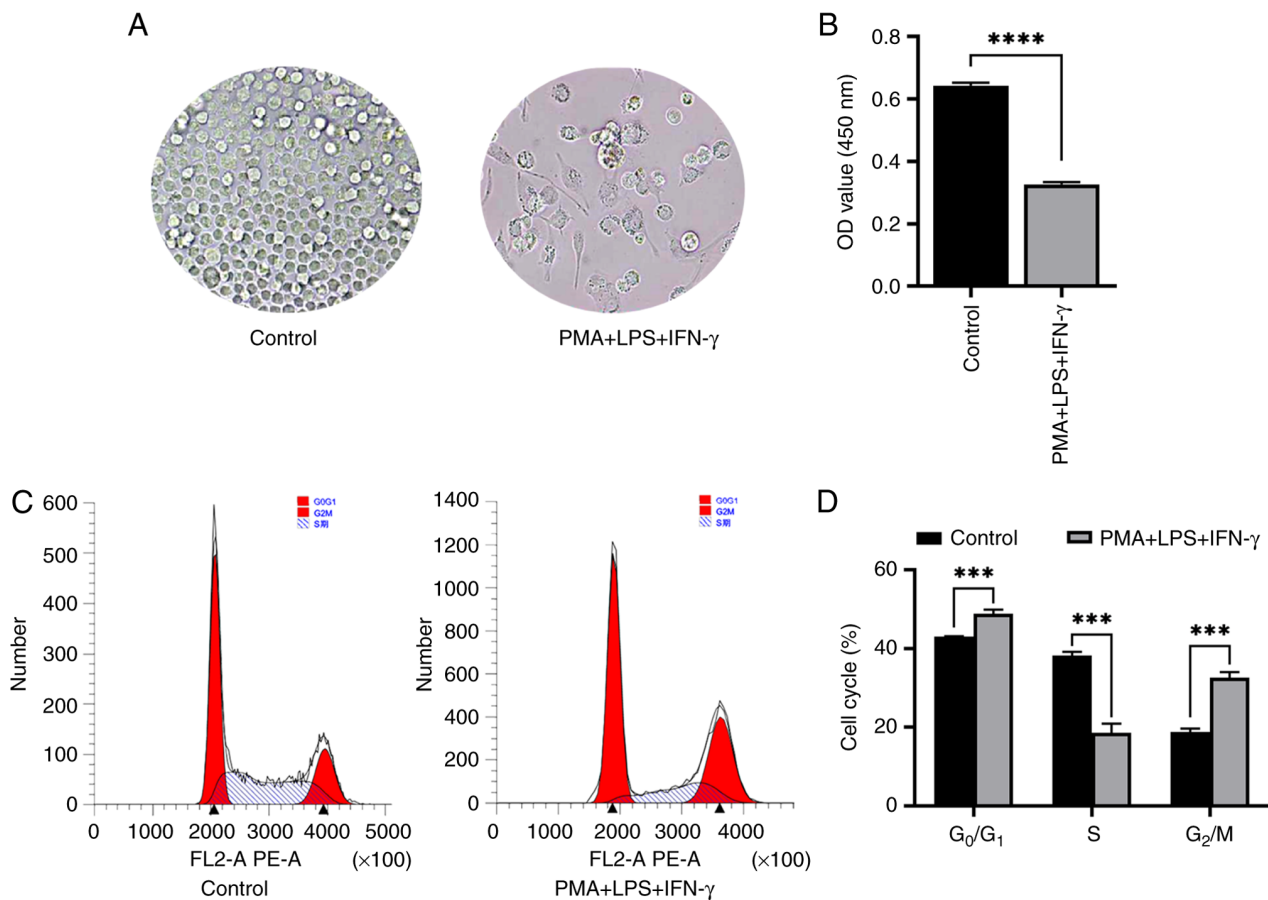 A
Control
PMA+LPS+IFN-γ
B
0.8
0.6
0.4
0.2
0.0
OD value (450 nm)
****
Control
PMA+LPS+IFN-γ
C
600
500
400
300
200
100
0
Number
G0G1
G2M
S期
0 1000 2000 3000 4000 5000
FL2-A PE-A (×100)
Control
1400
1200
1000
800
600
400
200
0
Number
G0G1
G2M
S期
0 1000 2000 3000 4000
FL2-A PE-A (×100)
PMA+LPS+IFN-γ
D
Control PMA+LPS+IFN-γ
60
40
20
0
Cell cycle (%)
*** *** ***
G₀/G₁ S G₂/M